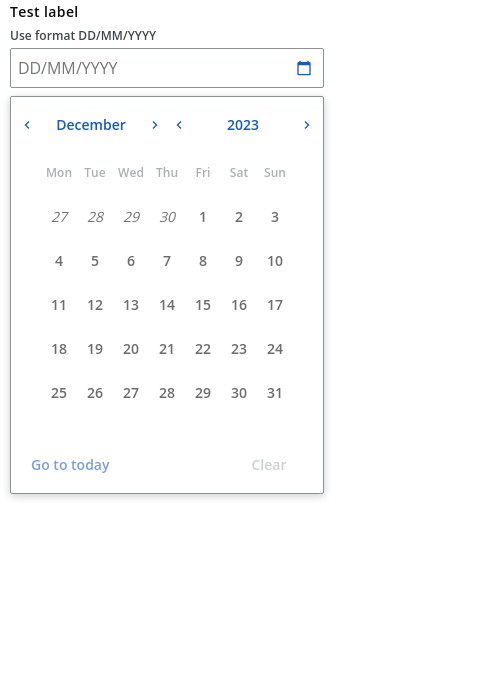 Test label
Use format DD/MM/YYYY
DD/MM/YYYY
December 2023
Mon Tue Wed Thu Fri Sat Sun
27 28 29 30 1 2 3
4 5 6 7 8 9 10
11 12 13 14 15 16 17
18 19 20 21 22 23 24
25 26 27 28 29 30 31
Go to today Clear